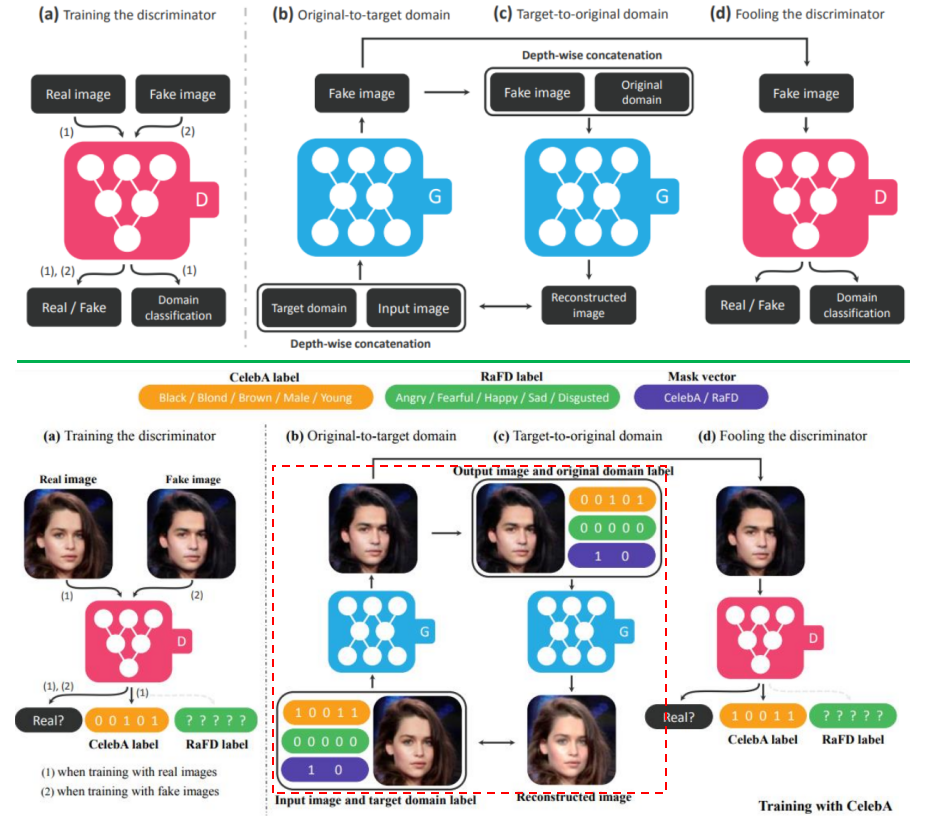 (a) Training the discriminator
(b) Original-to-target domain
(c) Target-to-original domain
(d) Fooling the discriminator
Real image
Fake image
(1)
(2)
D
(1), (2)
(1)
Real / Fake
Domain
classification
Fake image
G
Target domain
Input image
Depth-wise concatenation
Depth-wise concatenation
Fake image
Original
domain
G
Reconstructed
image
Fake image
D
Real / Fake
Domain
classification
CelebA label
Black / Blond / Brown / Male / Young
RaFD label
Angry / Fearful / Happy / Sad / Disgusted
Mask vector
CelebA / RaFD
(a) Training the discriminator
(b) Original-to-target domain
(c) Target-to-original domain
(d) Fooling the discriminator
Real image
Fake image
(1)
(2)
D
(1), (2)
(1)
Real?
0 0 1 0 1
? ? ? ? ?
CelebA label
RaFD label
(1) when training with real images
(2) when training with fake images
G
1 0 0 1 1
0 0 0 0 0
1 0
Input image and target domain label
Output image and original domain label
0 0 1 0 1
0 0 0 0 0
1 0
G
Reconstructed image
D
Real?
1 0 0 1 1
? ? ? ? ?
CelebA label
RaFD label
Training with CelebA